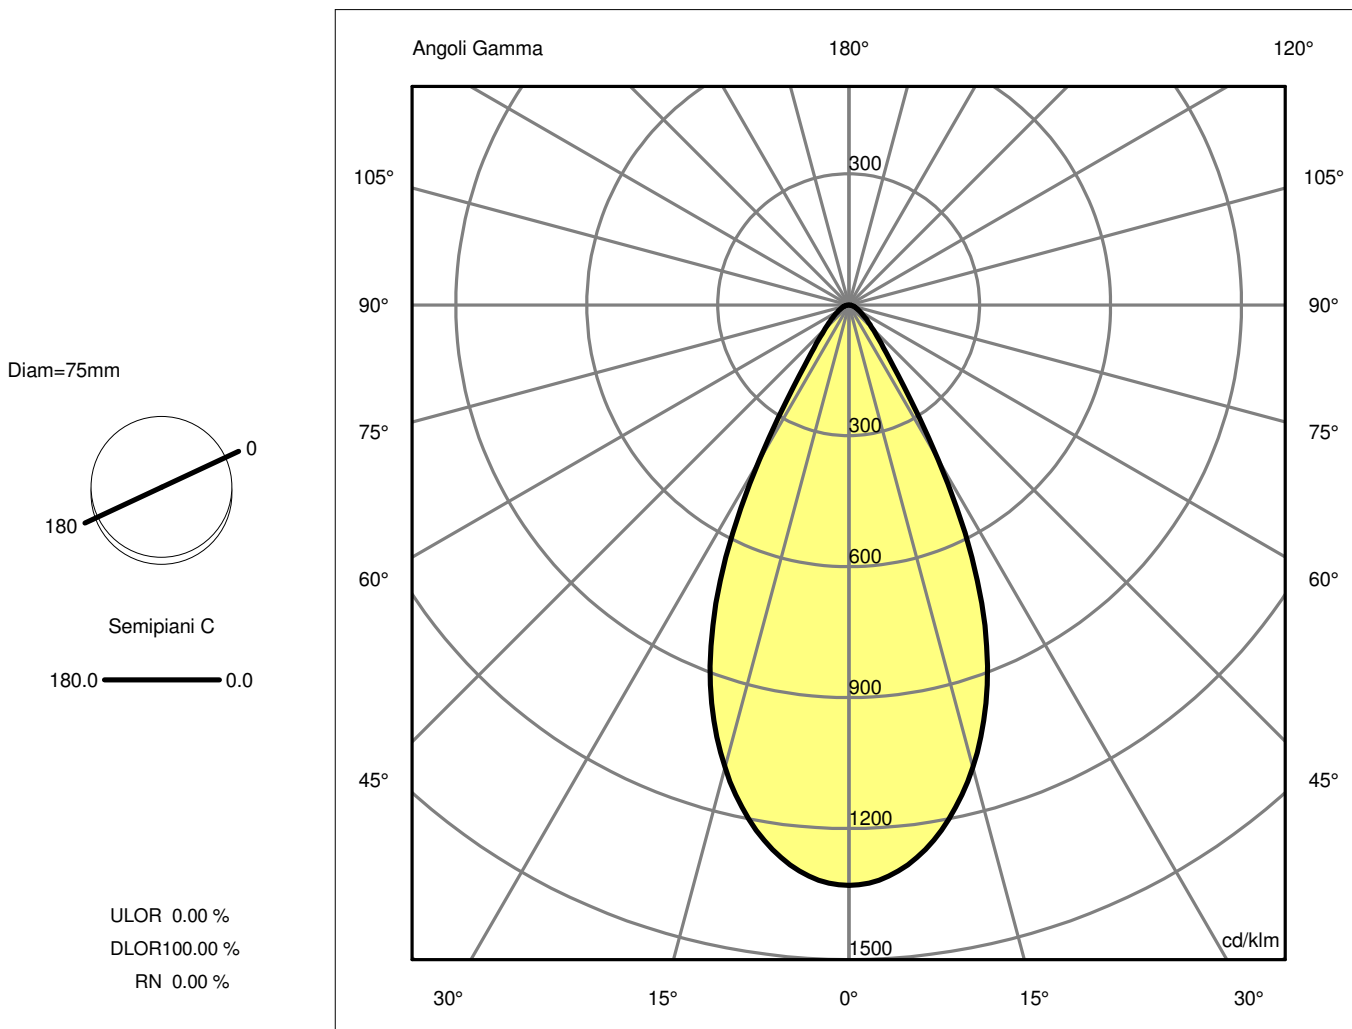 Angoli Gamma 180° 120°
300
105° 105°
90° 90°
Diam=75mm
75° 300 75°
0
180
600
60° 60°
Semipiani C
180.0 0.0
900
45° 45°
1200
ULOR 0.00 %
cd/klm
DLOR100.00 % 1500
RN 0.00 %
30° 15° 0° 15° 30°